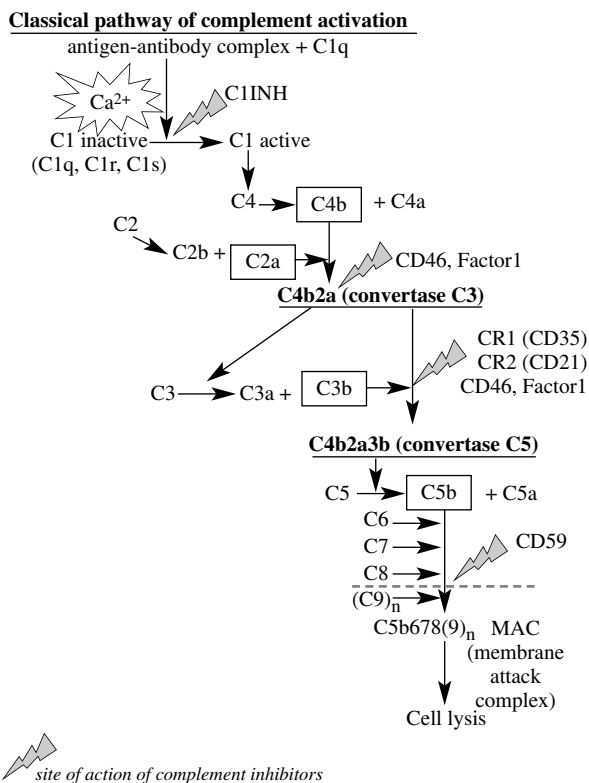 Classical pathway of complement activation
antigen-antibody complex + C1q
Ca2+
C1INH
C1 inactive
C1 active
(C1q, C1r, C1s)
C4
C4b
+ C4a
C2
C2b +
C2a
CD46, Factor1
C4b2a (convertase C3)
CR1 (CD35)
CR2 (CD21)
CD46, Factor1
C3
C3a +
C3b
C4b2a3b (convertase C5)
C5
C5b
+ C5a
C6
C7
CD59
C8
(C9)n
C5b678(9)n
MAC
(membrane
attack
complex)
Cell lysis
site of action of complement inhibitors